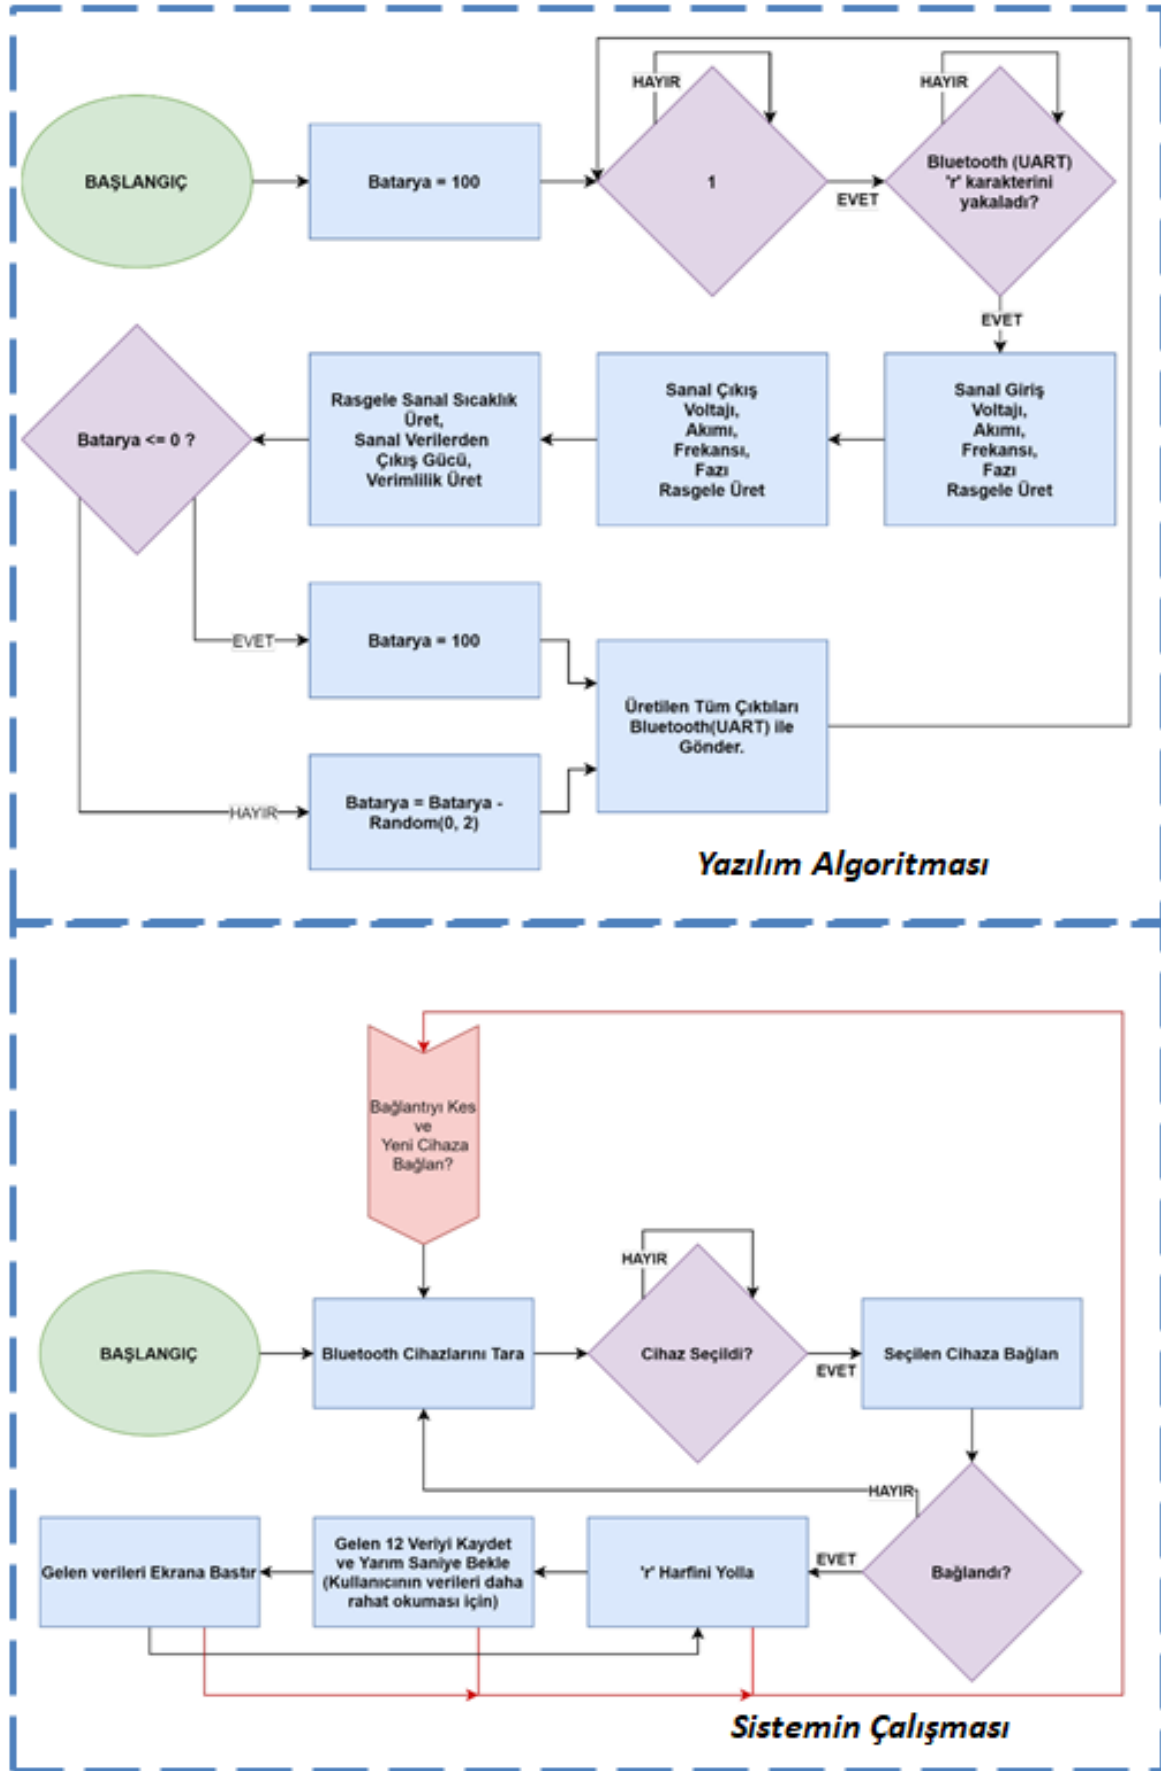 BAŞLANGIÇ
Batarya = 100
HAYIR
1
EVET
HAYIR
Bluetooth (UART)
'r' karakterini
yakaladı?
EVET
Sanal Giriş
Voltajı,
Akımı,
Frekansı,
Fazı
Rasgele Üret
Sanal Çıkış
Voltajı,
Akımı,
Frekansı,
Fazı
Rasgele Üret
Rasgele Sanal Sıcaklık
Üret,
Sanal Verilerden
Çıkış Gücü,
Verimlilik Üret
Batarya <= 0 ?
EVET
Batarya = 100
HAYIR
Batarya = Batarya -
Random(0, 2)
Üretilen Tüm Çıktıları
Bluetooth(UART) ile
Gönder.
Yazılım Algoritması
Bağlantıyı Kes
ve
Yeni Cihaza
Bağlan?
BAŞLANGIÇ
Bluetooth Cihazlarını Tara
HAYIR
Cihaz Seçildi?
EVET
Seçilen Cihaza Bağlan
HAYIR
Bağlandı?
EVET
'r' Harfini Yolla
Gelen 12 Veriyi Kaydet
ve Yarım Saniye Bekle
(Kullanıcının verileri daha
rahat okuması için)
Gelen verileri Ekrana Bastır
Sistemin Çalışması